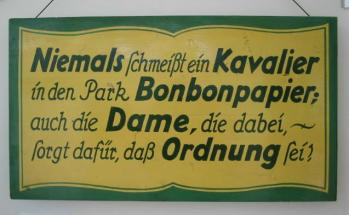 Niemals schmeißt ein Kavalier
in den Park Bonbonpapier;
auch die Dame, die dabei, ~
sorgt dafür, daß Ordnung sei!